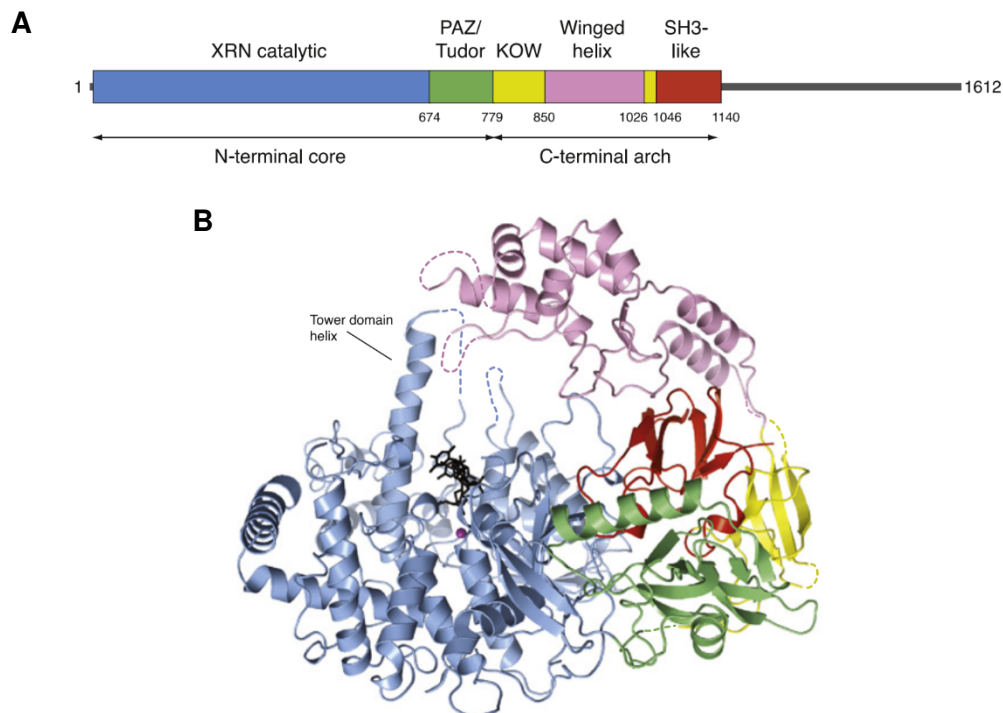 A
XRN catalytic
PAZ/
Tudor
KOW
Winged
helix
SH3-
like
1
1612
674
779
850
1026
1046
1140
N-terminal core
C-terminal arch
B
Tower domain
helix